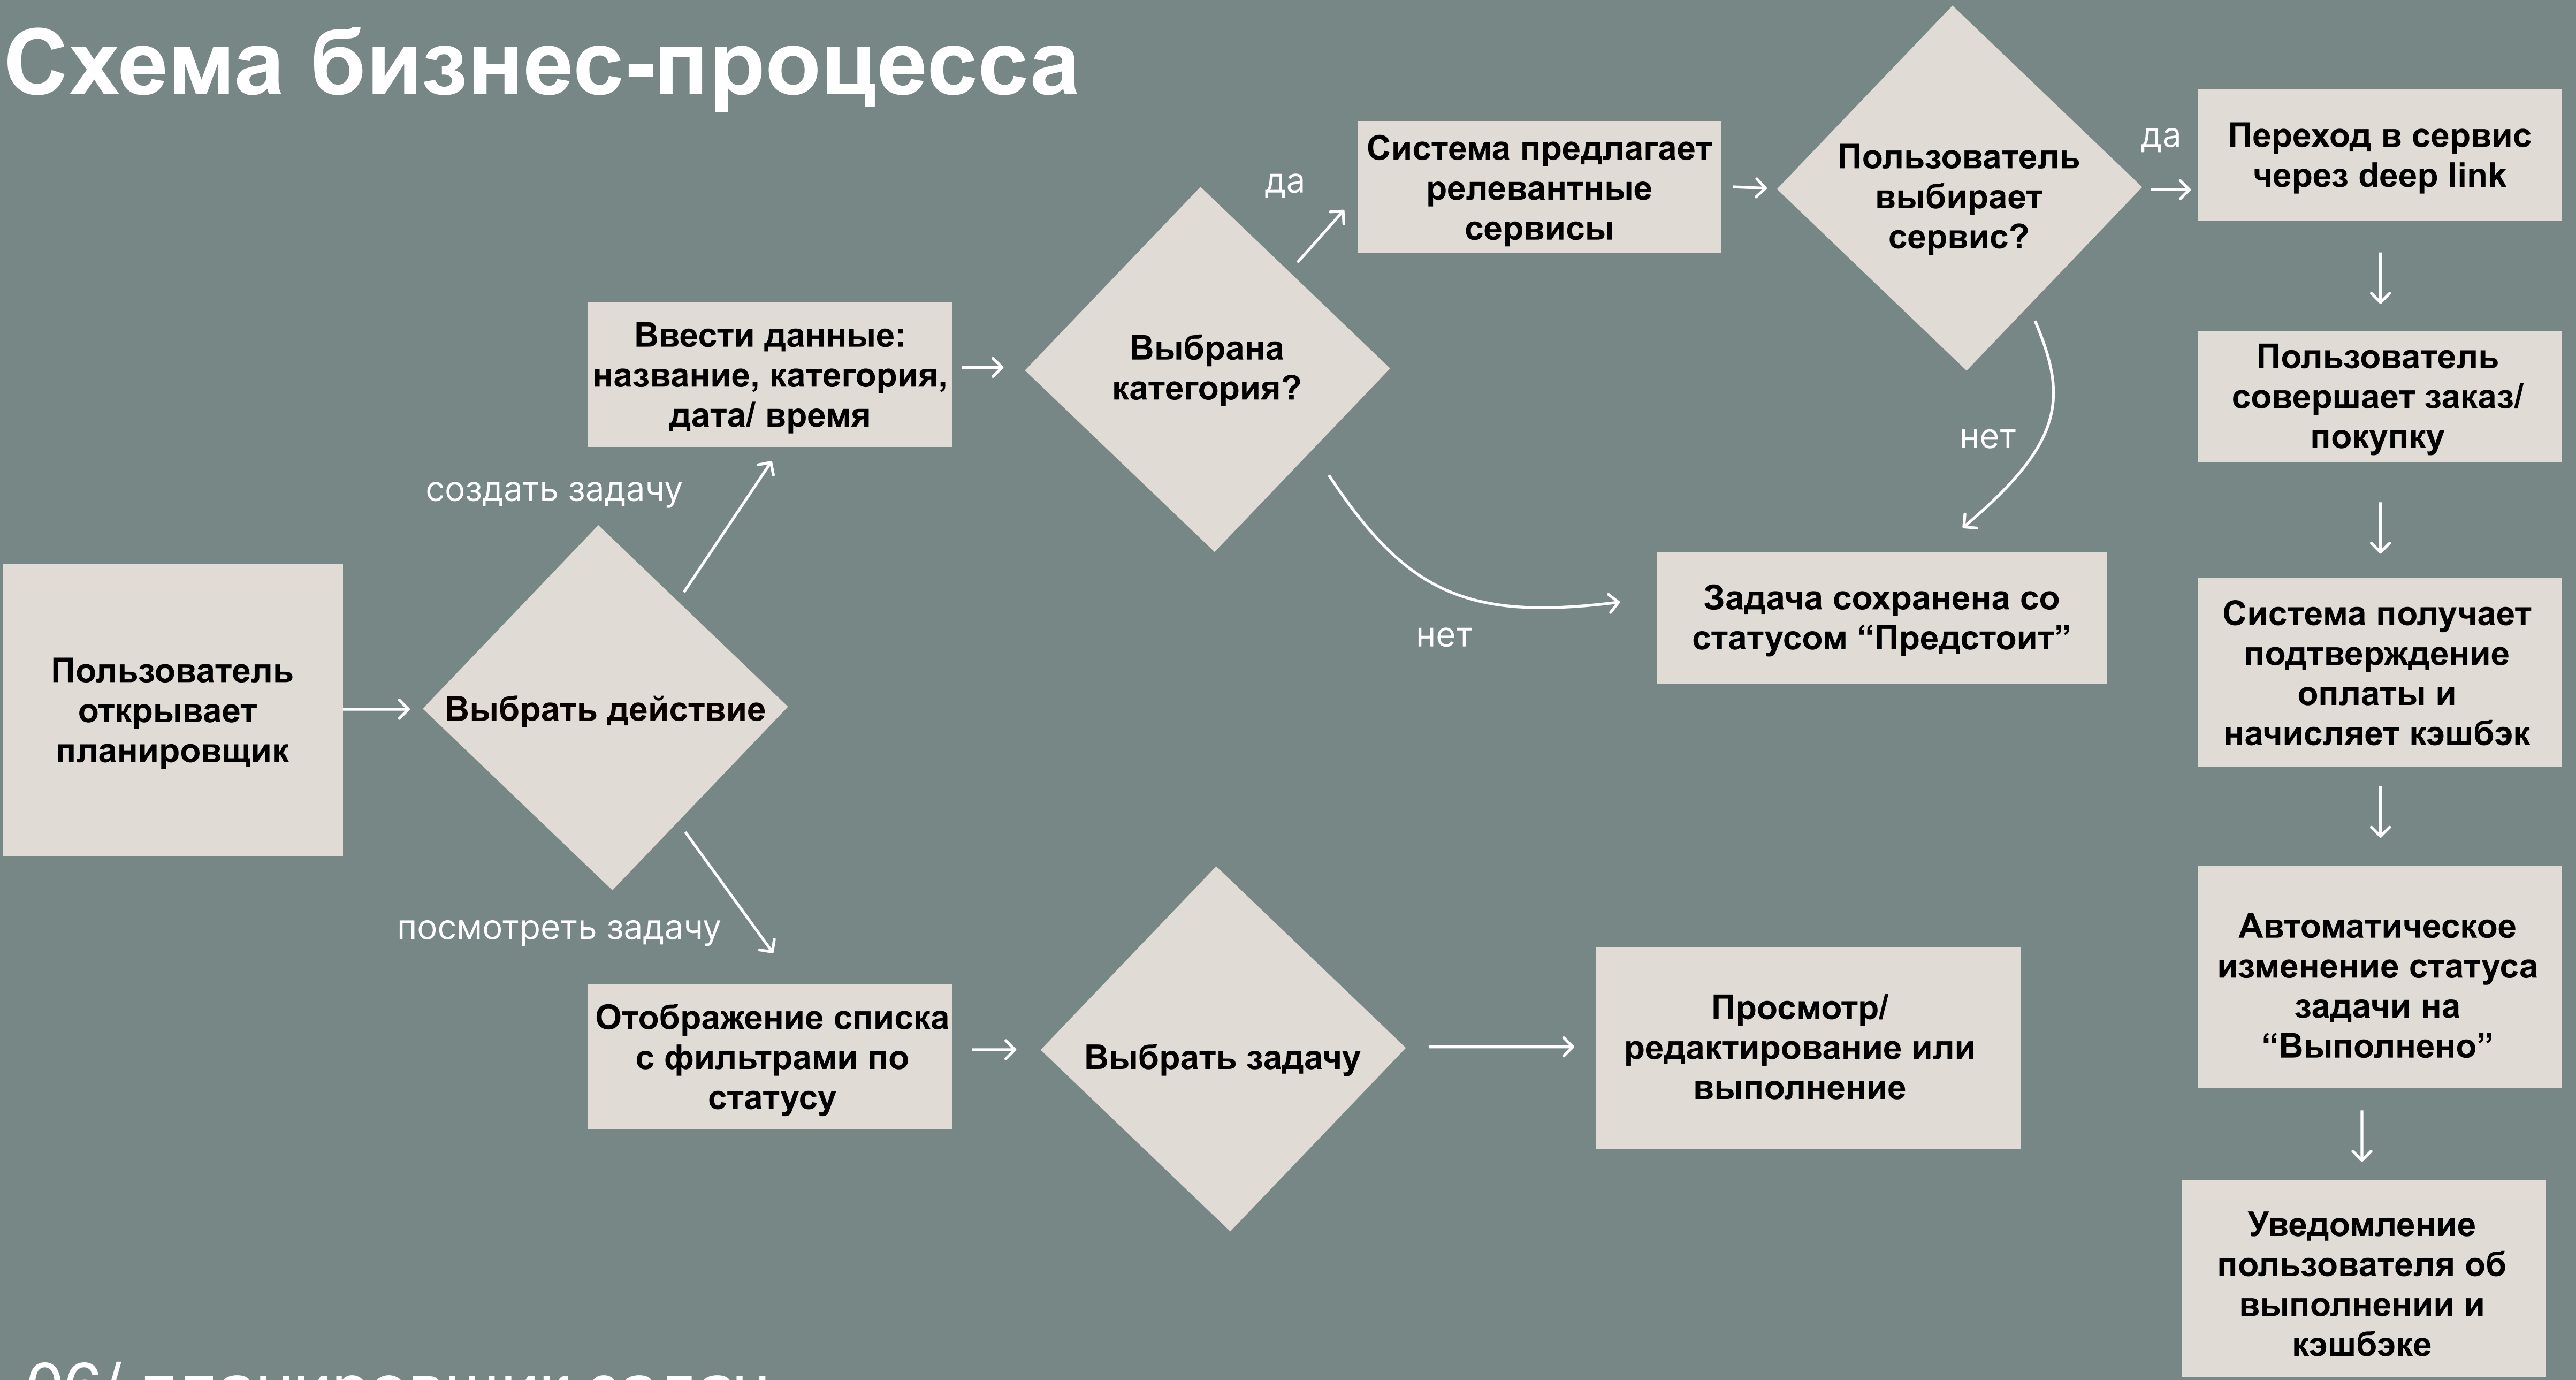 Схема бизнес-процесса
Пользователь
открывает
планировщик
Выбрать действие
создать задачу
Ввести данные:
название, категория,
дата/ время
Выбрана
категория?
да
Система предлагает
релевантные
сервисы
Пользователь
выбирает
сервис?
да
Переход в сервис
через deep link
Пользователь
совершает заказ/
покупку
Система получает
подтверждение
оплаты и
начисляет кэшбэк
Автоматическое
изменение статуса
задачи на
“Выполнено”
Уведомление
пользователя об
выполнении и
кэшбэке
нет
нет
Задача сохранена со
статусом “Предстоит”
посмотреть задачу
Отображение списка
с фильтрами по
статусу
Выбрать задачу
Просмотр/
редактирование или
выполнение
06/ планировщик задач